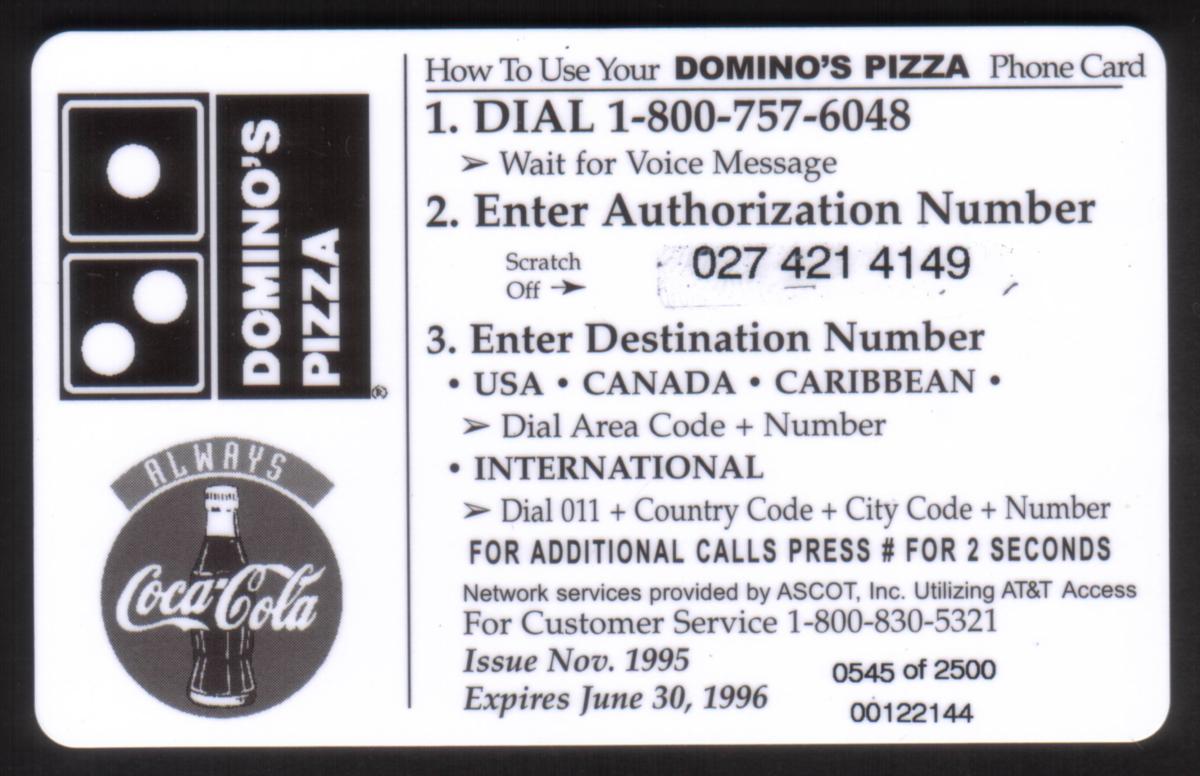 DOMINO'S
PIZZA
®
ALWAYS
Coca-Cola
How To Use Your DOMINO'S PIZZA Phone Card
1. DIAL 1-800-757-6048
➢ Wait for Voice Message
2. Enter Authorization Number
Scratch
Off → 027 421 4149
3. Enter Destination Number
• USA • CANADA • CARIBBEAN •
➢ Dial Area Code + Number
• INTERNATIONAL
➢ Dial 011 + Country Code + City Code + Number
FOR ADDITIONAL CALLS PRESS # FOR 2 SECONDS
Network services provided by ASCOT, Inc. Utilizing AT&T Access
For Customer Service 1-800-830-5321
Issue Nov. 1995
0545 of 2500
Expires June 30, 1996
00122144